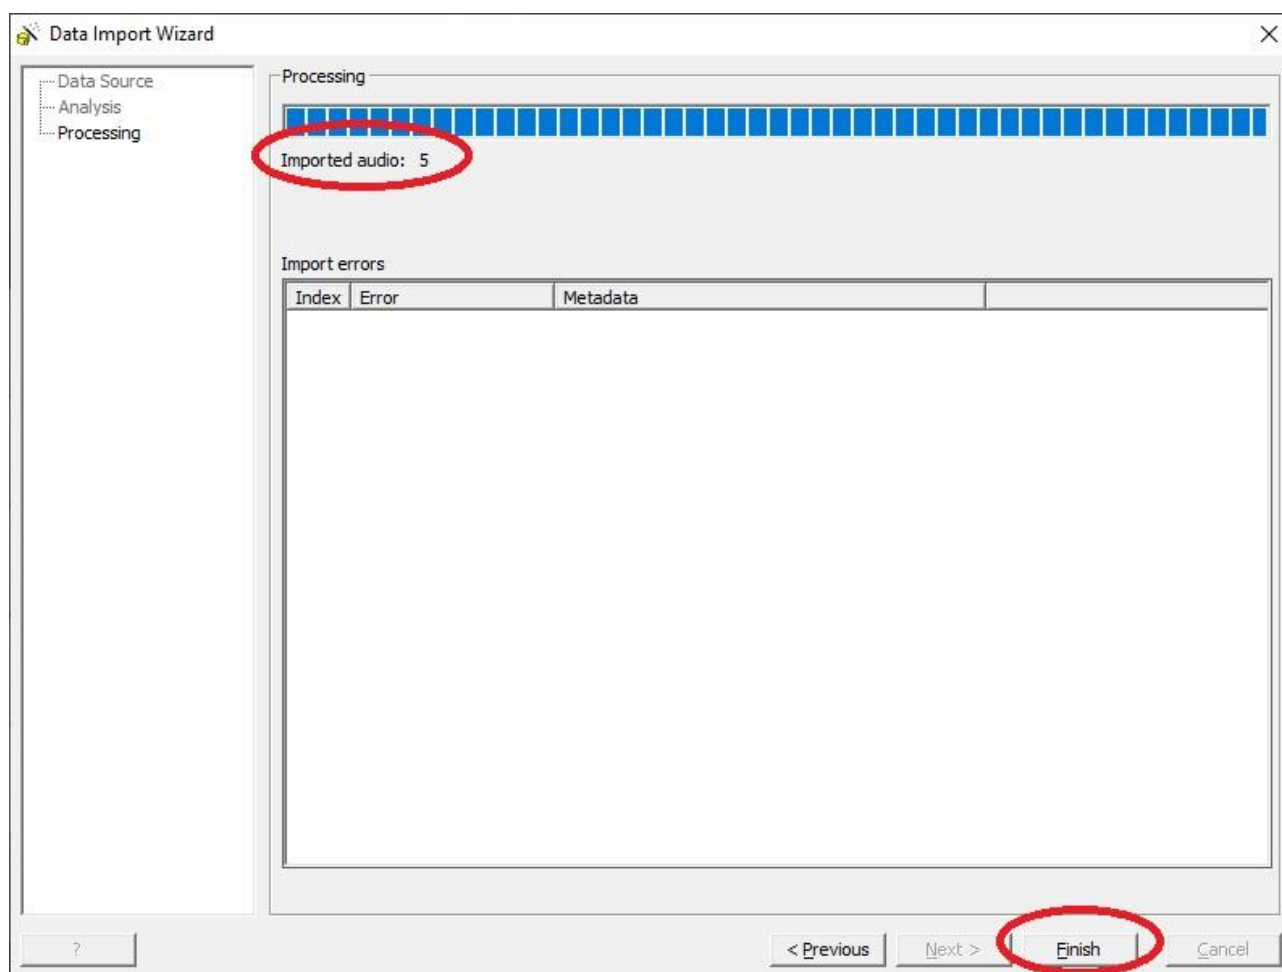 Data Import Wizard
Data Source
Analysis
Processing
Processing
Imported audio: 5
Import errors
Index Error Metadata
? < Previous Next > Finish Cancel